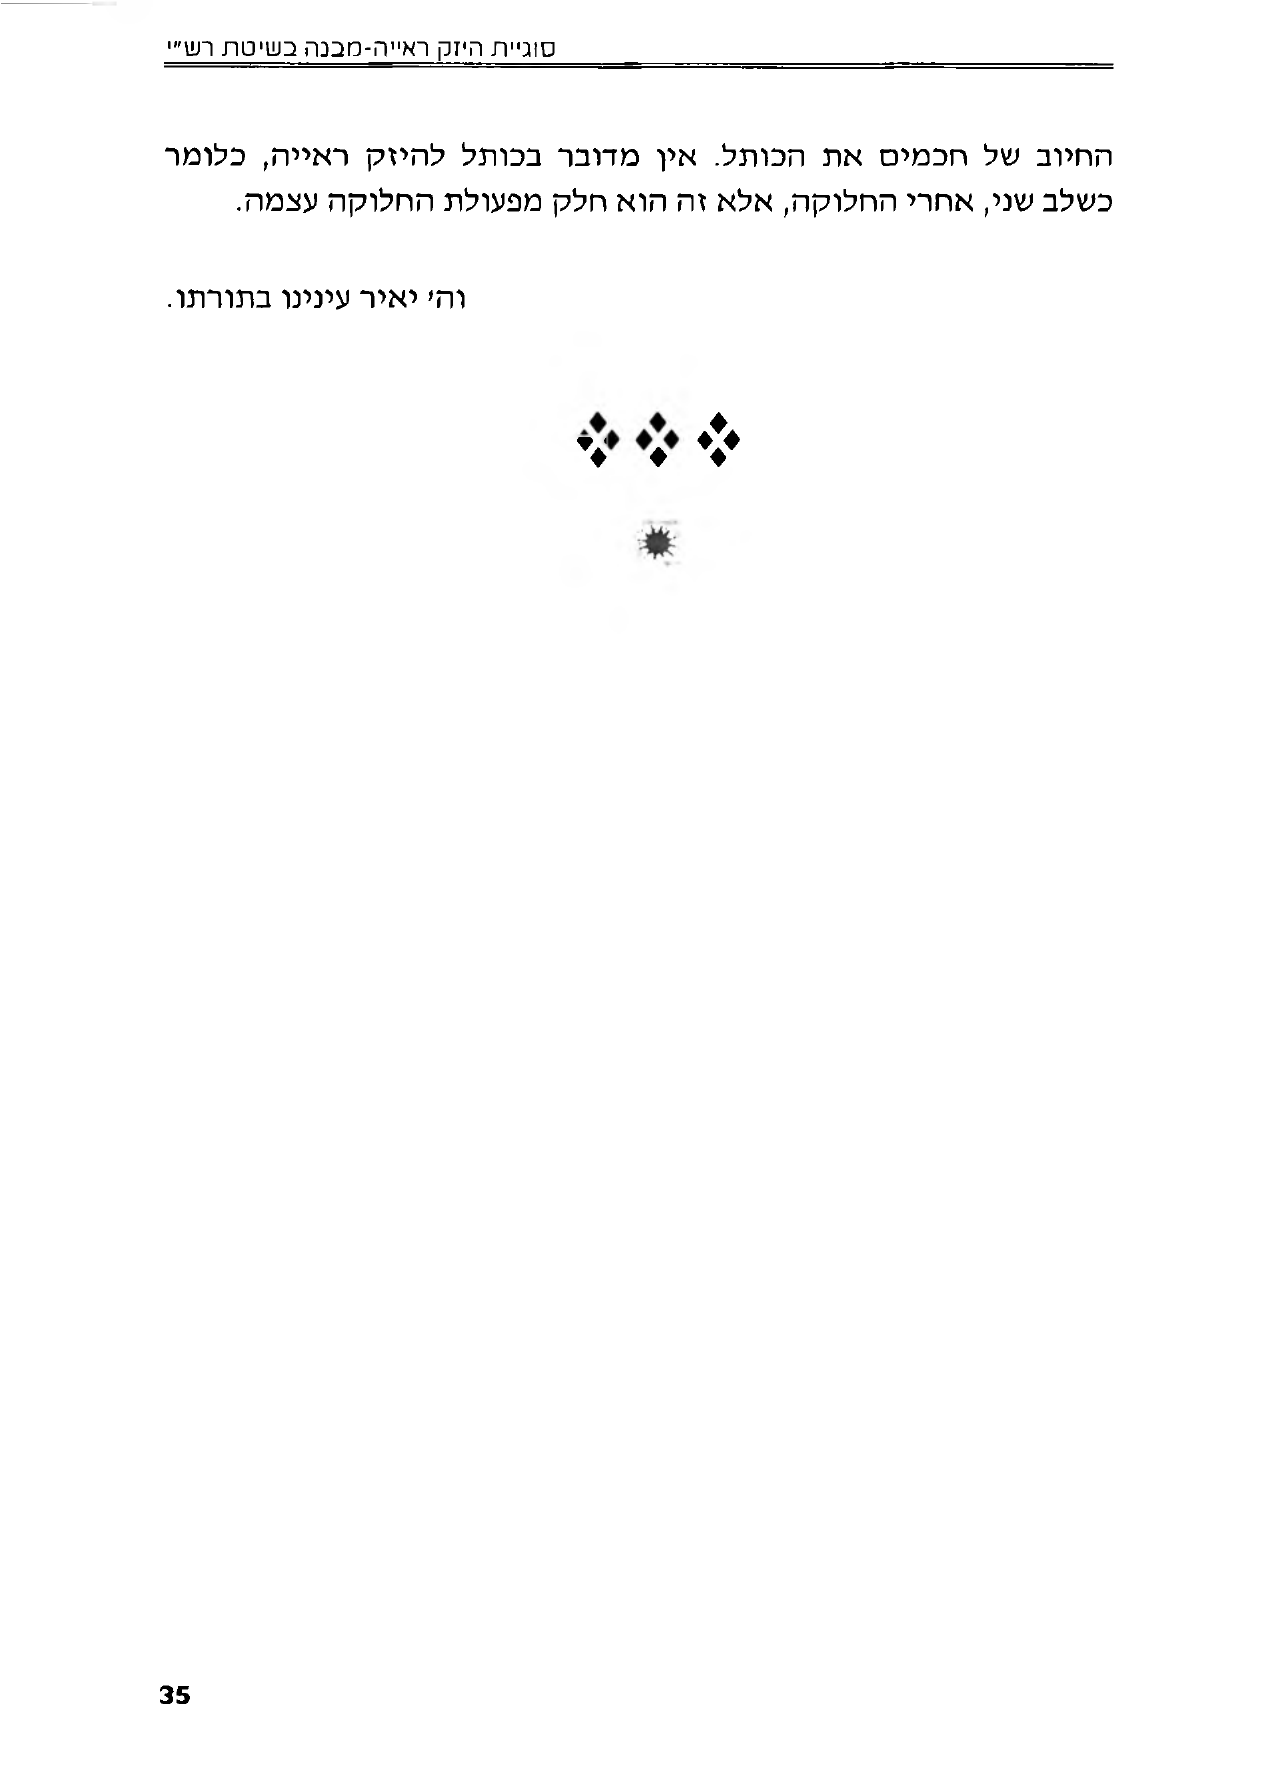 סוגיית היזק ראייה-מבנה בשיטת רש"י
החיוב של חכמים את הכותל. אין מדובר בכותל להיזק ראייה, כלומר
כשלב שני, אחרי החלוקה, אלא זה הוא חלק מפעולת החלוקה עצמה.
וה' יאיר עינינו בתורתו.
35